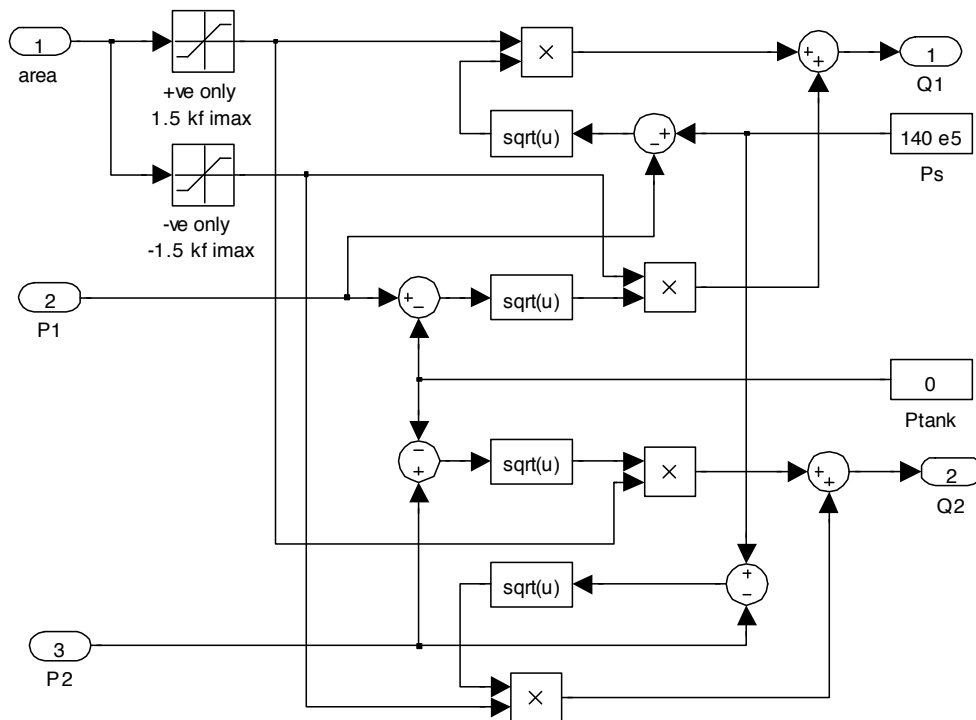 1
area
+ve only
1.5 kf imax
-ve only
-1.5 kf imax
×
sqrt(u)
+
−
+
+
1
Q1
140 e5
Ps
2
P1
+
−
sqrt(u)
×
0
Ptank
−
+
sqrt(u)
×
+
+
2
Q2
sqrt(u)
+
−
3
P2
×